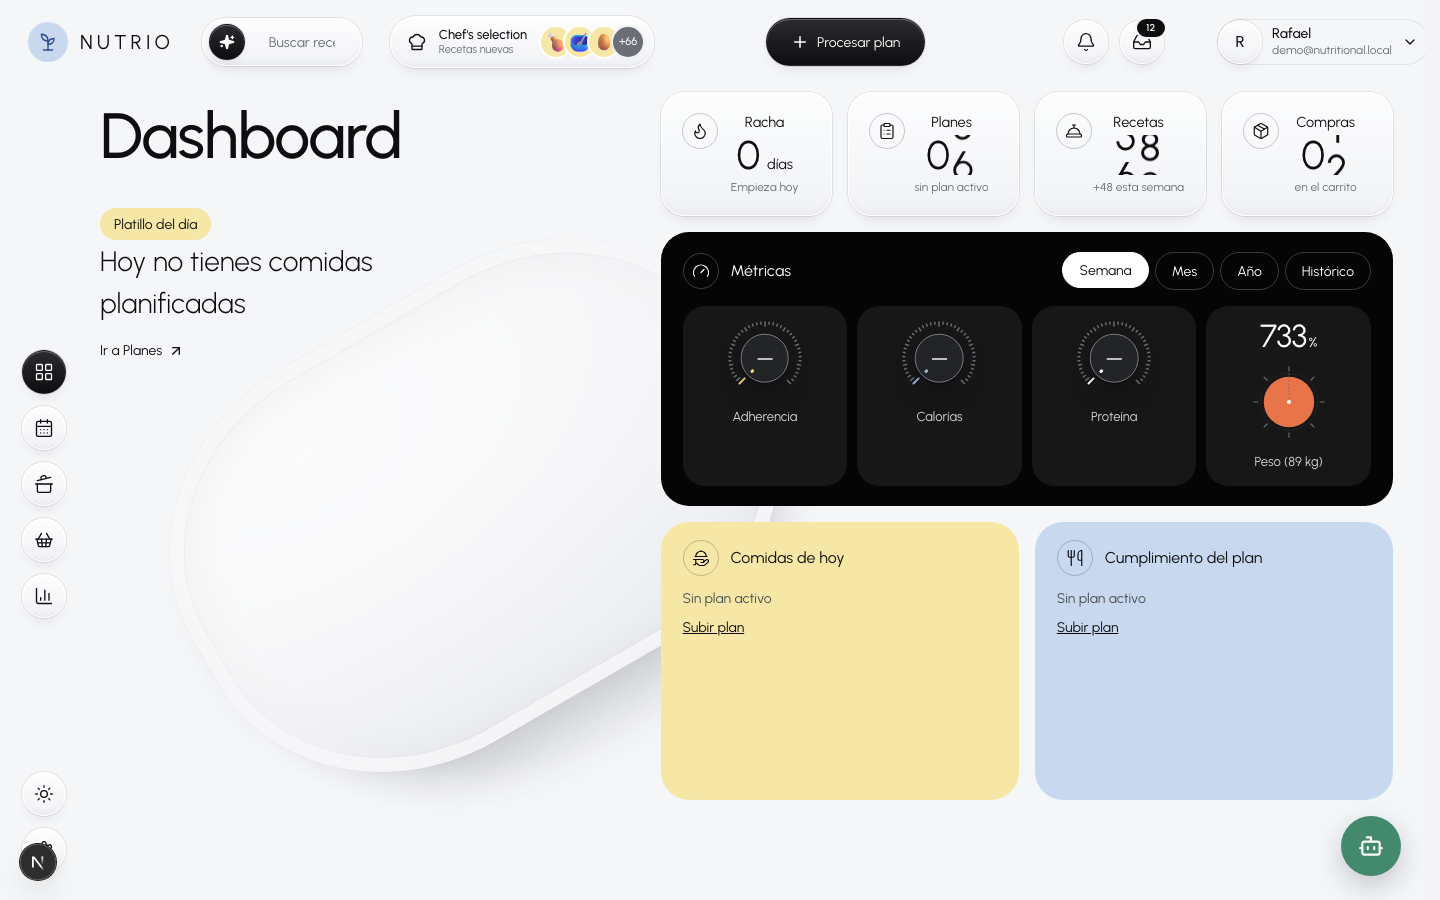 NUTRIO
Buscar rece
Chef's selection
Recetas nuevas
+66
Procesar plan
12
R
Rafael
demo@nutritional.local
Dashboard
Platillo del día
Hoy no tienes comidas
planificadas
Ir a Planes
Racha
0 días
Empieza hoy
Planes
sin plan activo
Recetas
+48 esta semana
Compras
en el carrito
Métricas
Semana
Mes
Año
Histórico
—
Adherencia
—
Calorías
—
Proteína
733%
Peso (89 kg)
Comidas de hoy
Sin plan activo
Subir plan
Cumplimiento del plan
Sin plan activo
Subir plan
N